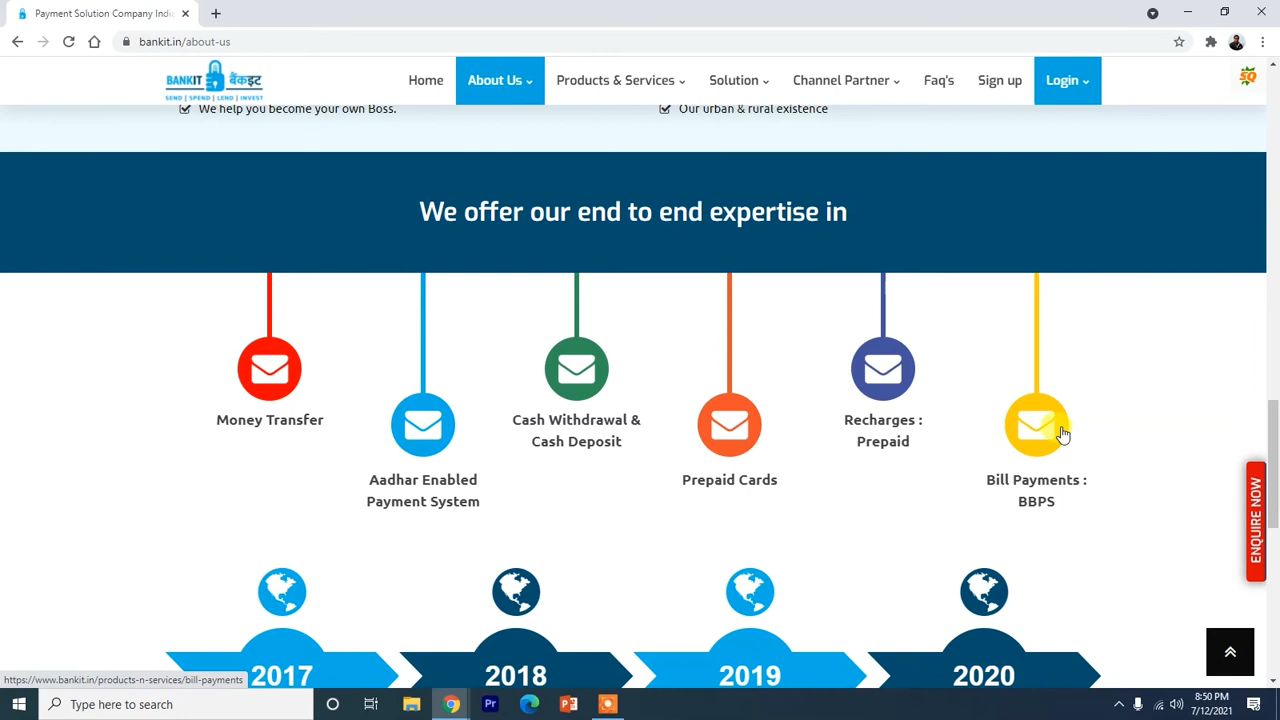 Payment Solution Company Indi
bankit.in/about-us
BANKIT बैंकइट
SEND | SPEND | LEND | INVEST
Home
About Us
Products & Services
Solution
Channel Partner
Faq's
Sign up
Login
SQ
We help you become your own Boss.
Our urban & rural existence
We offer our end to end expertise in
Money Transfer
Aadhar Enabled
Payment System
Cash Withdrawal &
Cash Deposit
Prepaid Cards
Recharges :
Prepaid
Bill Payments :
BBPS
ENQUIRE NOW
2017
2018
2019
2020
https://www.bankit.in/products-n-services/bill-payments
Type here to search
Pr
8:50 PM
7/12/2021